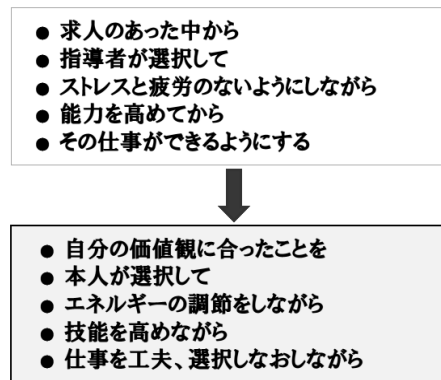 ● 求人のあった中から
● 指導者が選択して
● ストレスと疲労のないようにしながら
● 能力を高めてから
● その仕事ができるようにする
● 自分の価値観に合ったことを
● 本人が選択して
● エネルギーの調節をしながら
● 技能を高めながら
● 仕事を工夫、選択しなおしながら